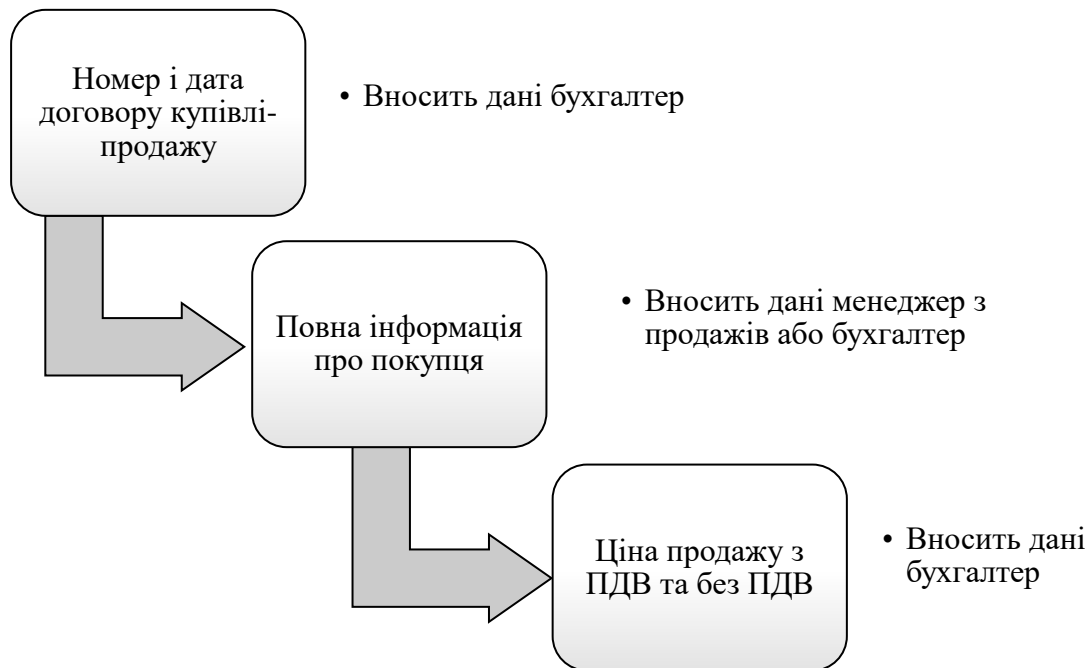 Номер і дата
договору купівлі-
продажу
• Вносить дані бухгалтер
Повна інформація
про покупця
• Вносить дані менеджер з
продажів або бухгалтер
Ціна продажу з
ПДВ та без ПДВ
• Вносить дані
бухгалтер